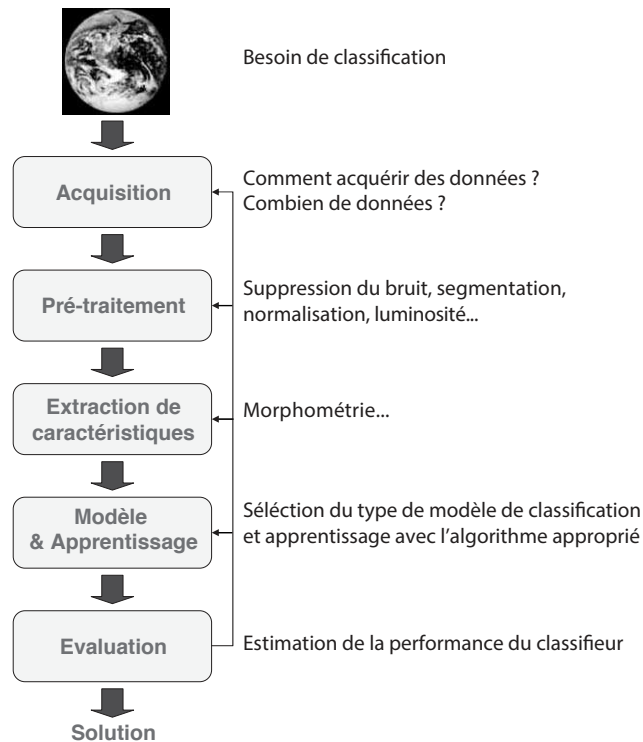 Besoin de classification
Acquisition
Comment acquérir des données ?
Combien de données ?
Pré-traitement
Suppression du bruit, segmentation,
normalisation, luminosité...
Extraction de
caractéristiques
Morphométrie...
Modèle
& Apprentissage
Séléction du type de modèle de classification
et apprentissage avec l'algorithme approprié
Evaluation
Estimation de la performance du classifieur
Solution